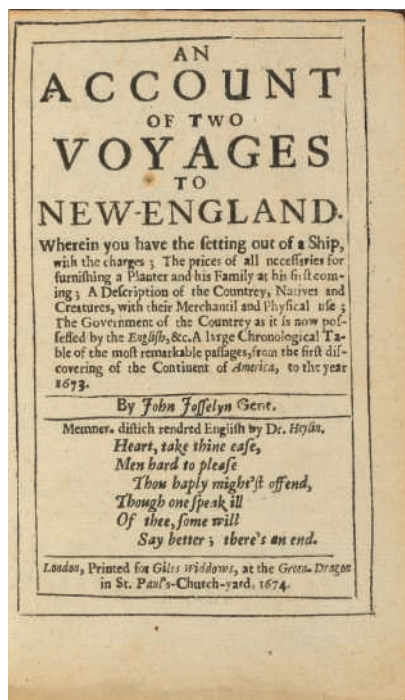 AN
ACCOUNT
OF TWO
VOYAGES
TO
NEW-ENGLAND.
Wherein you have the ſetting out of a Ship,
with the charges ; The prices of all neceſſaries for
furniſhing a Planter and his Family at his firſt com-
ing ; A Deſcription of the Countrey, Natives and
Creatures, with their Merchantil and Phyſical uſe ;
The Government of the Countrey as it is now poſ-
ſeſſed by the Engliſh, &c. A large Chronological Ta-
ble of the moſt remarkable paſſages, from the firſt diſ-
covering of the Continent of America, to the year
1673.
By John Joſſelyn Gent.
Memner. diſtich rendred Engliſh by Dr. Heylin.
Heart, take thine eaſe,
Men hard to pleaſe
Thou haply might'ſt offend,
Though one ſpeak ill
Of thee, ſome will
Say better ; there's an end.
London, Printed for Giles Widdows, at the Green-Dragon
in St. Paul's-Church-yard, 1674.